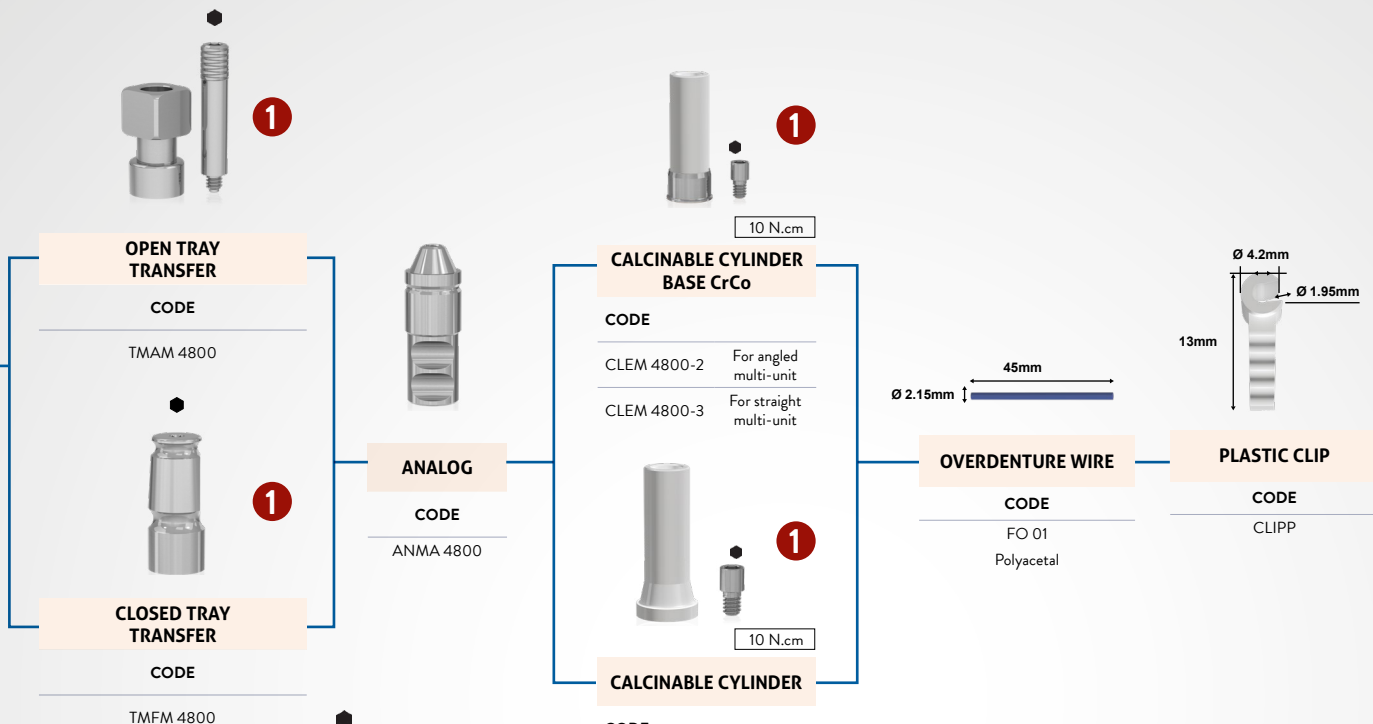 1
OPEN TRAY
TRANSFER
CODE
TMAM 4800
1
CLOSED TRAY
TRANSFER
CODE
TMFM 4800
ANALOG
CODE
ANMA 4800
1
10 N.cm
CALCINABLE CYLINDER
BASE CrCo
CODE
CLEM 4800-2 For angled
multi-unit
CLEM 4800-3 For straight
multi-unit
1
10 N.cm
CALCINABLE CYLINDER
45mm
Ø 2.15mm
OVERDENTURE WIRE
CODE
FO 01
Polyacetal
Ø 4.2mm
Ø 1.95mm
13mm
PLASTIC CLIP
CODE
CLIPP